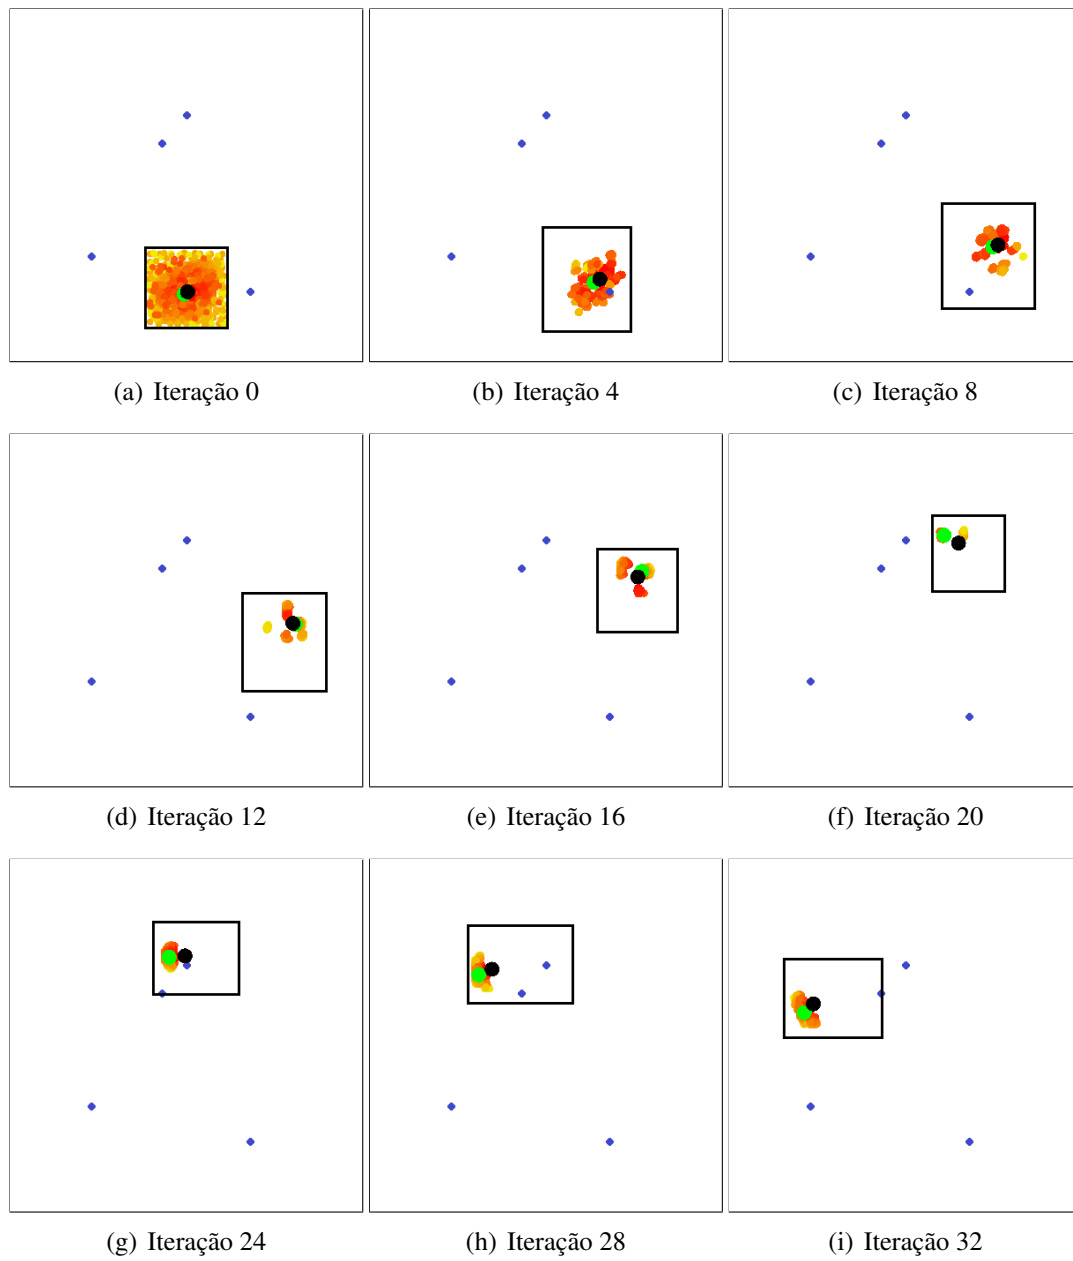 (a) Iteração 0
(b) Iteração 4
(c) Iteração 8
(d) Iteração 12
(e) Iteração 16
(f) Iteração 20
(g) Iteração 24
(h) Iteração 28
(i) Iteração 32